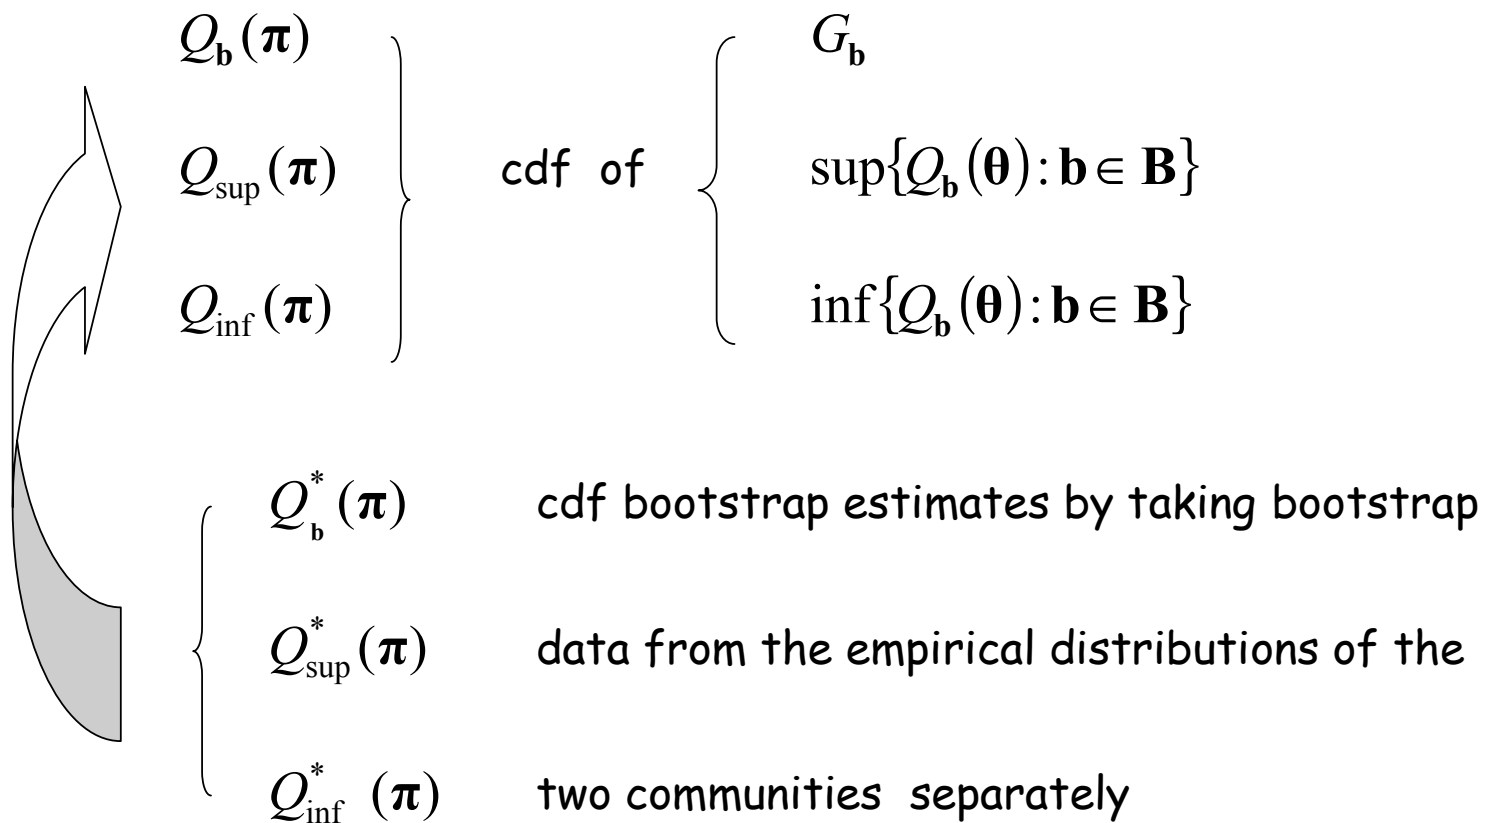 Q_b(π) G_b
Q_sup(π) cdf of sup{Q_b(θ): b ∈ B}
Q_inf(π) inf{Q_b(θ): b ∈ B}
Q*_b(π) cdf bootstrap estimates by taking bootstrap
Q*_sup(π) data from the empirical distributions of the
Q*_inf (π) two communities separately